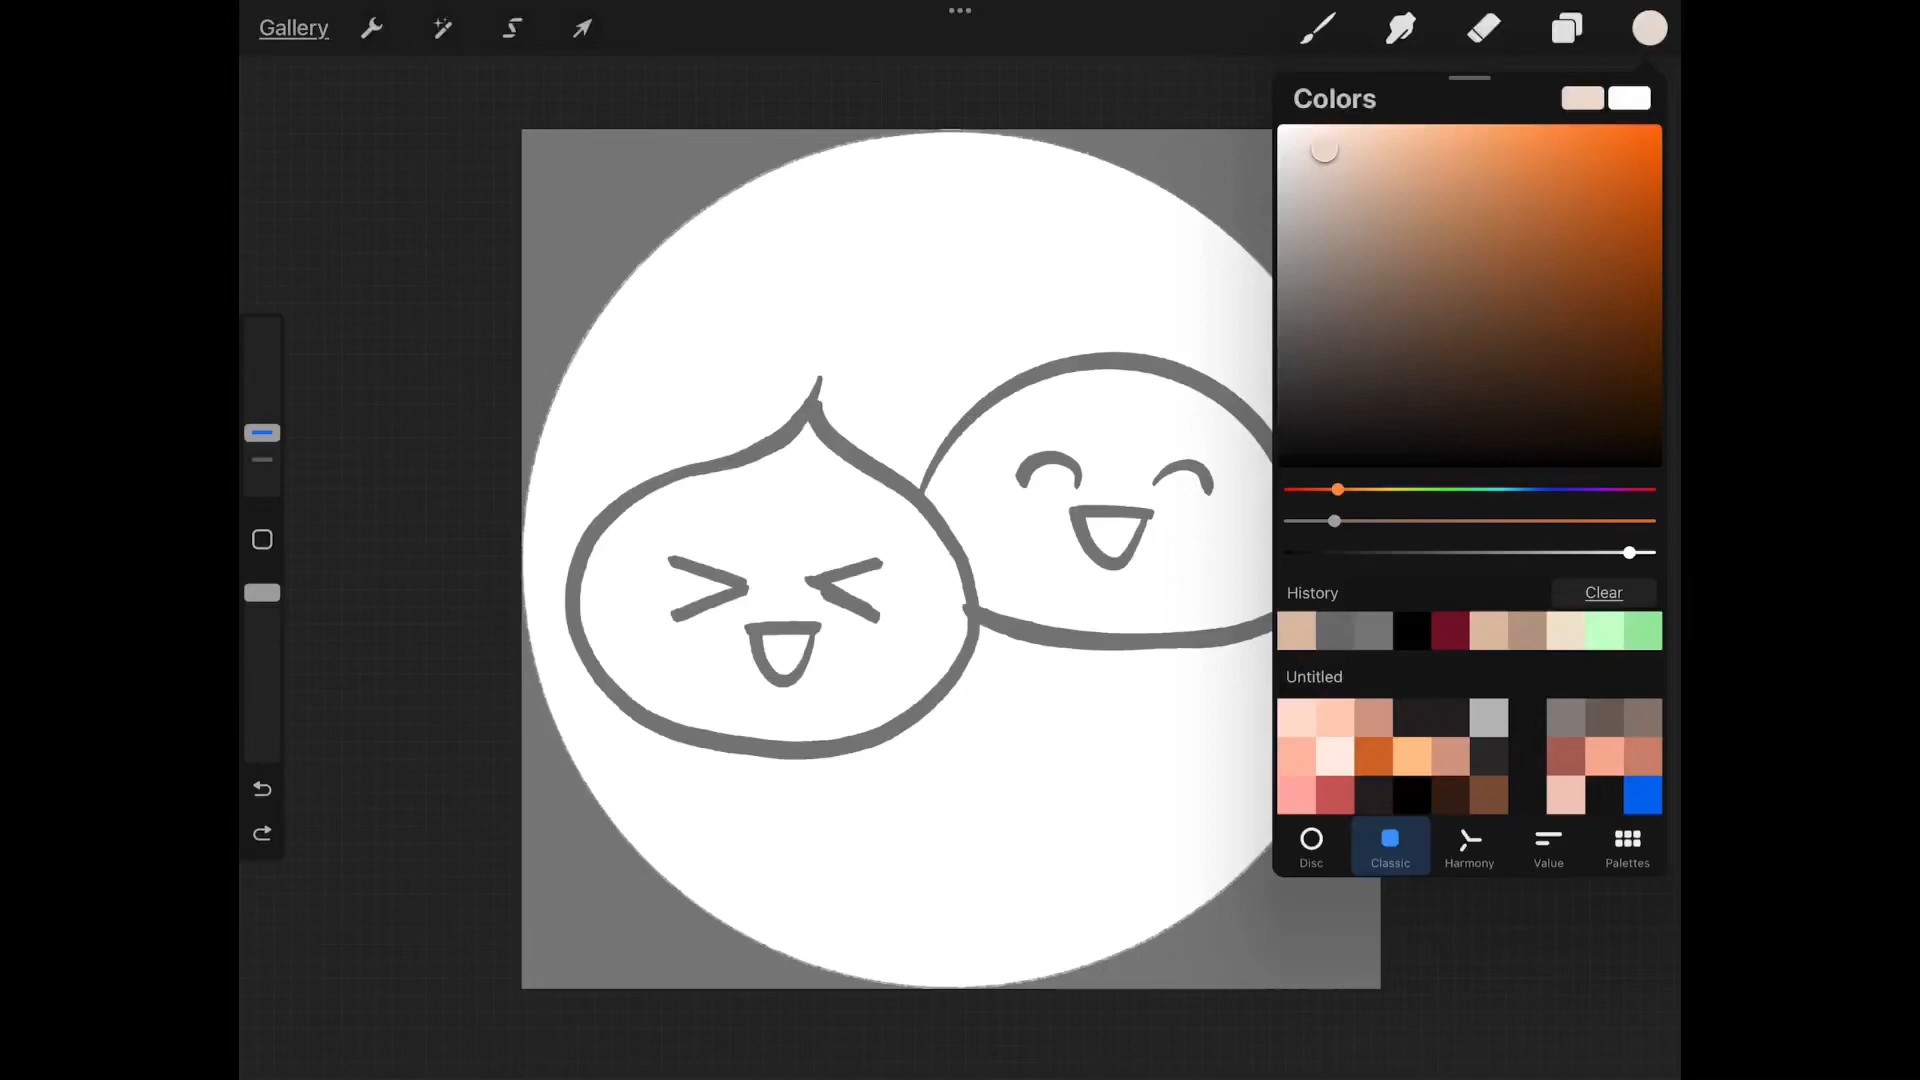 Gallery
Colors
History
Clear
Untitled
Disc
Classic
Harmony
Value
Palettes